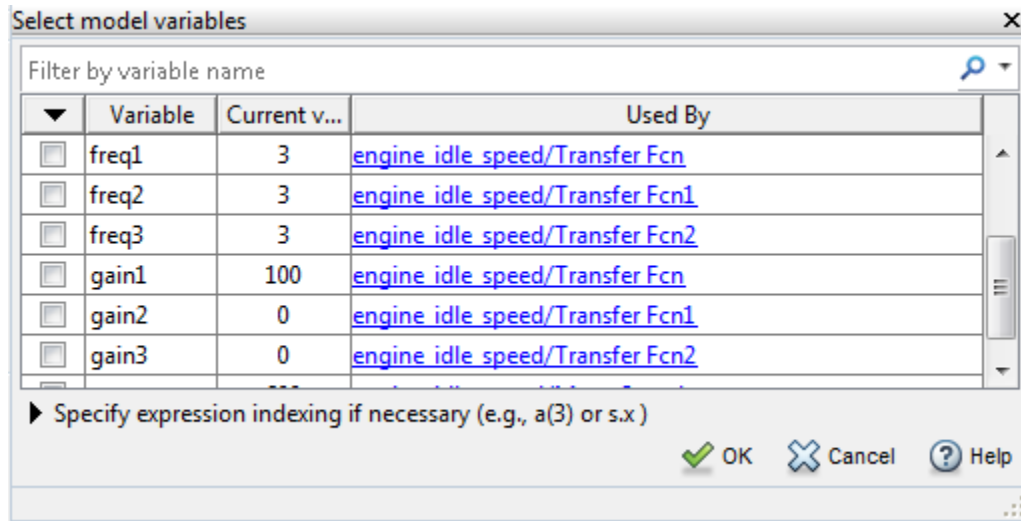 Select model variables
Filter by variable name
Variable Current v... Used By
freq1 3 engine_idle_speed/Transfer Fcn
freq2 3 engine_idle_speed/Transfer Fcn1
freq3 3 engine_idle_speed/Transfer Fcn2
gain1 100 engine_idle_speed/Transfer Fcn
gain2 0 engine_idle_speed/Transfer Fcn1
gain3 0 engine_idle_speed/Transfer Fcn2
Specify expression indexing if necessary (e.g., a(3) or s.x )
OK Cancel Help